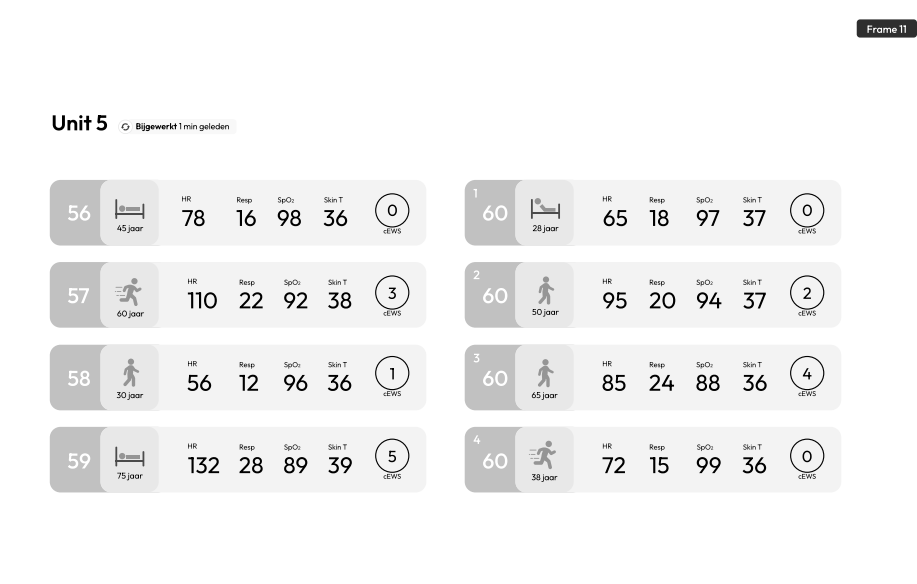 Frame 11
Unit 5
Bijgewerkt 1 min geleden
56
45 jaar
HR Resp SpO₂ Skin T
78 16 98 36
0
cEWS
57
60 jaar
HR Resp SpO₂ Skin T
110 22 92 38
3
cEWS
58
30 jaar
HR Resp SpO₂ Skin T
56 12 96 36
1
cEWS
59
75 jaar
HR Resp SpO₂ Skin T
132 28 89 39
5
cEWS
1
60
28 jaar
HR Resp SpO₂ Skin T
65 18 97 37
0
cEWS
2
60
50 jaar
HR Resp SpO₂ Skin T
95 20 94 37
2
cEWS
3
60
65 jaar
HR Resp SpO₂ Skin T
85 24 88 36
4
cEWS
4
60
38 jaar
HR Resp SpO₂ Skin T
72 15 99 36
0
cEWS